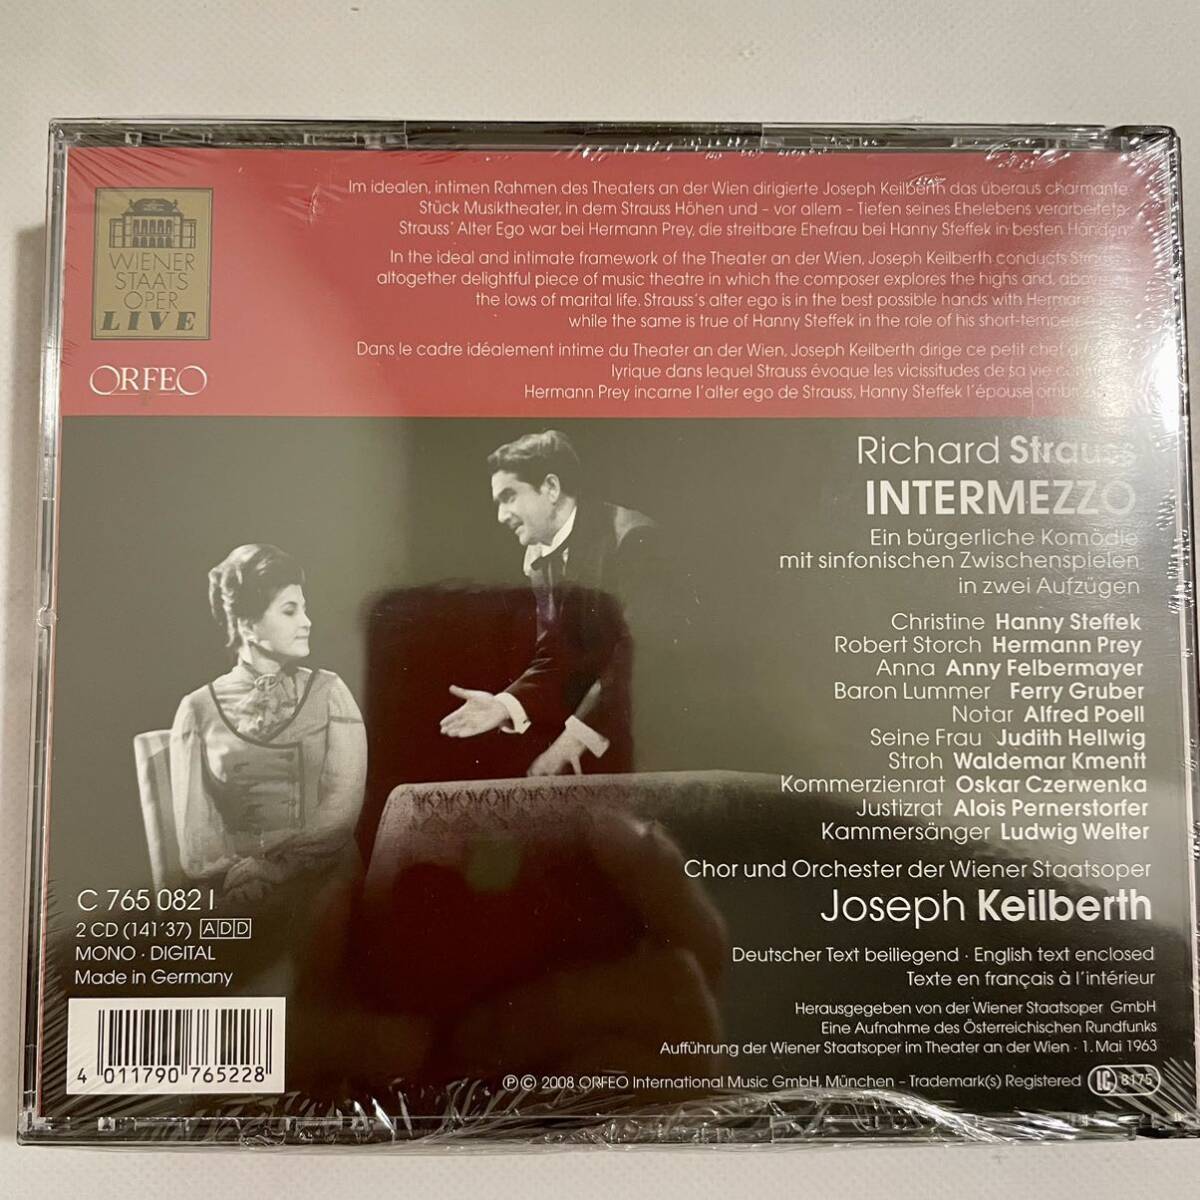 Im idealen, intimen Rahmen des Theaters an der Wien dirigierte Joseph Keilberth das überaus charmante
Stück Musiktheater, in dem Strauss Höhen und – vor allem – Tiefen seines Ehelebens verarbeitete.
Strauss' Alter Ego war bei Hermann Prey, die streitbare Ehefrau bei Hanny Steffek in besten Händen.
In the ideal and intimate framework of the Theater an der Wien, Joseph Keilberth conducts
altogether delightful piece of music theatre in which the composer explores the highs and,
the lows of marital life. Strauss's alter ego is in the best possible hands with Hermann
while the same is true of Hanny Steffek in the role of his
Dans le cadre idéalement intime du Theater an der Wien, Joseph Keilberth dirige ce petit chef
lyrique dans lequel Strauss évoque les vicissitudes de sa vie
Hermann Prey incarne l'alter ego de Strauss, Hanny Steffek l'épouse
WIENER
STAATS
OPER
LIVE
ORFEO
Richard Strauss
INTERMEZZO
Ein bürgerliche Komödie
mit sinfonischen Zwischenspielen
in zwei Aufzügen
Christine Hanny Steffek
Robert Storch Hermann Prey
Anna Anny Felbermayer
Baron Lummer Ferry Gruber
Notar Alfred Poell
Seine Frau Judith Hellwig
Stroh Waldemar Kmentt
Kommerzienrat Oskar Czerwenka
Justizrat Alois Pernerstorfer
Kammersänger Ludwig Welter
Chor und Orchester der Wiener Staatsoper
Joseph Keilberth
C 765 082 I
2 CD (141'37) ADD
MONO · DIGITAL
Made in Germany
Deutscher Text beiliegend · English text enclosed
Texte en français à l'intérieur
Herausgegeben von der Wiener Staatsoper GmbH
Eine Aufnahme des Österreichischen Rundfunks
Aufführung der Wiener Staatsoper im Theater an der Wien · 1. Mai 1963
4 011790 765228
℗ © 2008 ORFEO International Music GmbH, München – Trademark(s) Registered LC 8175